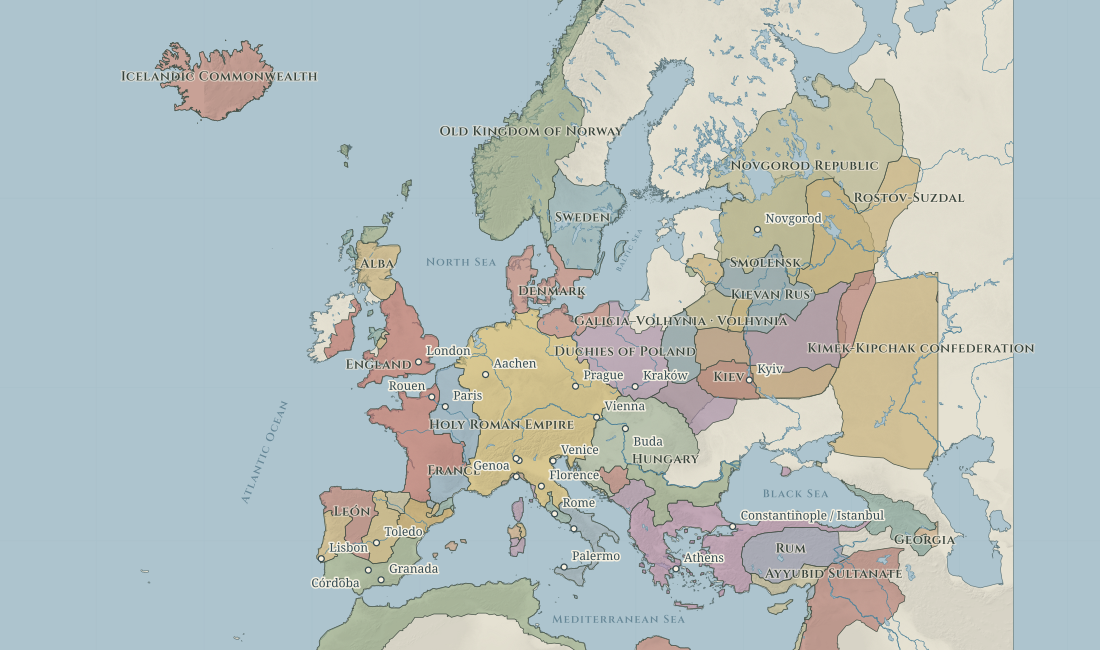 Icelandic Commonwealth
Old Kingdom of Norway
Novgorod Republic
Rostov-Suzdal
Sweden
Novgorod
Baltic Sea
Alba
North Sea
Smolensk
Denmark
Kievan Rus
Galicia-Volhynia · Volhynia
Kimek-Kipchak confederation
England
London
Duchies of Poland
Aachen
Rouen
Paris
Prague
Kraków
Kiev
Kyiv
Vienna
Atlantic Ocean
Holy Roman Empire
Buda
Hungary
Venice
France
Genoa
Florence
Black Sea
León
Rome
Constantinople / Istanbul
Toledo
Georgia
Lisbon
Rum
Palermo
Athens
Córdoba
Granada
Ayyubid Sultanate
Mediterranean Sea